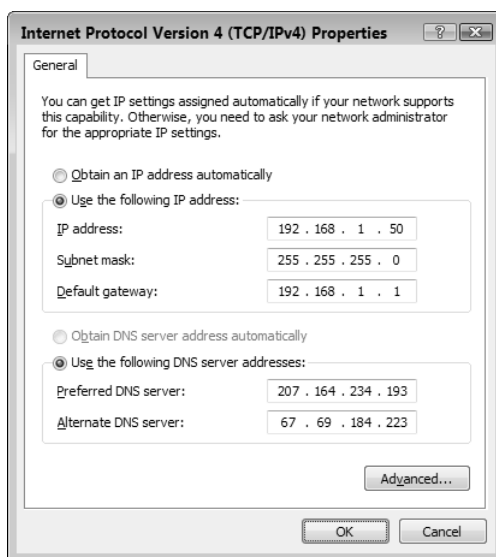 Internet Protocol Version 4 (TCP/IPv4) Properties
General
You can get IP settings assigned automatically if your network supports
this capability. Otherwise, you need to ask your network administrator
for the appropriate IP settings.
Obtain an IP address automatically
Use the following IP address:
IP address: 192 . 168 . 1 . 50
Subnet mask: 255 . 255 . 255 . 0
Default gateway: 192 . 168 . 1 . 1
Obtain DNS server address automatically
Use the following DNS server addresses:
Preferred DNS server: 207 . 164 . 234 . 193
Alternate DNS server: 67 . 69 . 184 . 223
Advanced...
OK Cancel